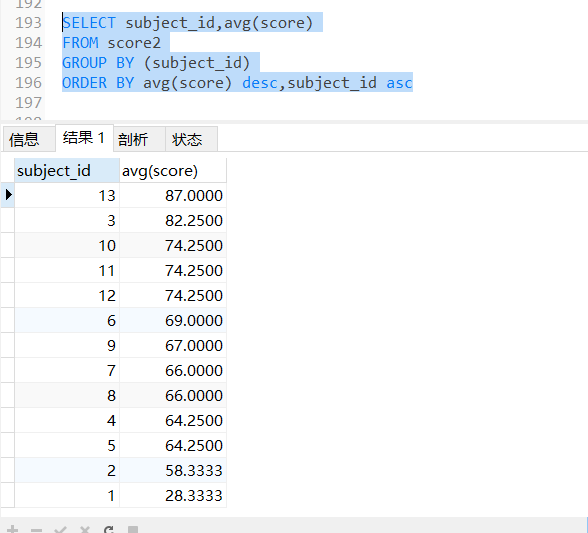 192
193 SELECT subject_id,avg(score)
194 FROM score2
195 GROUP BY (subject_id)
196 ORDER BY avg(score) desc,subject_id asc
197
信息 结果 1 剖析 状态
subject_id avg(score)
13 87.0000
3 82.2500
10 74.2500
11 74.2500
12 74.2500
6 69.0000
9 67.0000
7 66.0000
8 66.0000
4 64.2500
5 64.2500
2 58.3333
1 28.3333